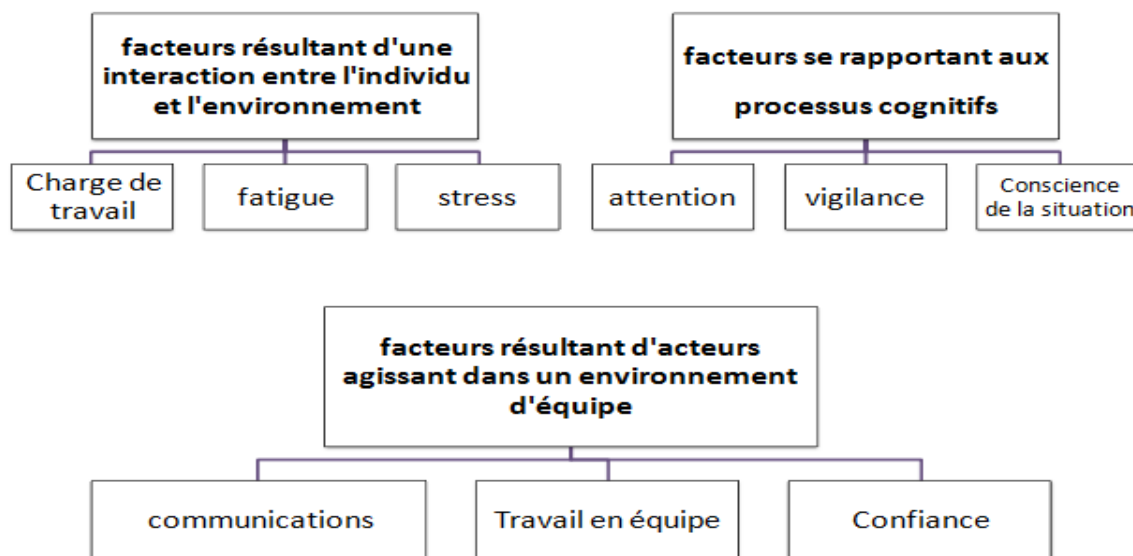 facteurs résultant d'une
interaction entre l'individu
et l'environnement
facteurs se rapportant aux
processus cognitifs
Charge de
travail
fatigue
stress
attention
vigilance
Conscience
de la situation
facteurs résultant d'acteurs
agissant dans un environnement
d'équipe
communications
Travail en équipe
Confiance